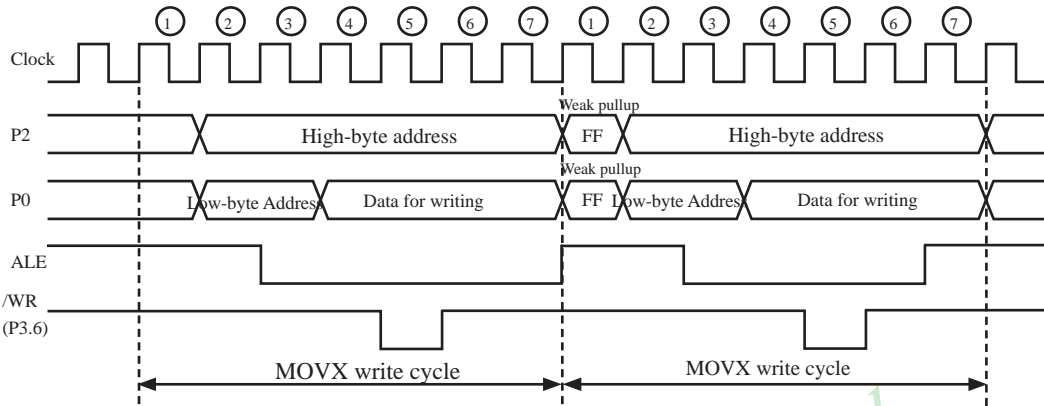 1 2 3 4 5 6 7 1 2 3 4 5 6 7
Clock
Weak pullup
P2 High-byte address FF High-byte address
Weak pullup
P0 Low-byte Address Data for writing FF Low-byte Address Data for writing
ALE
/WR
(P3.6)
MOVX write cycle MOVX write cycle